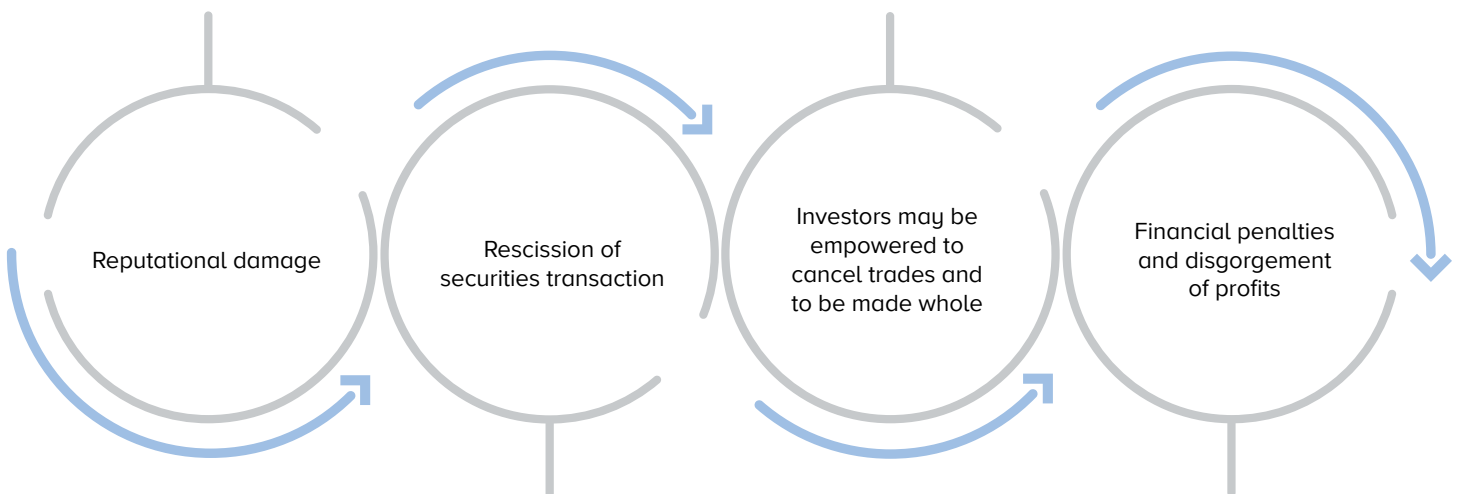 Reputational damage
Rescission of
securities transaction
Investors may be
empowered to
cancel trades and
to be made whole
Financial penalties
and disgorgement
of profits